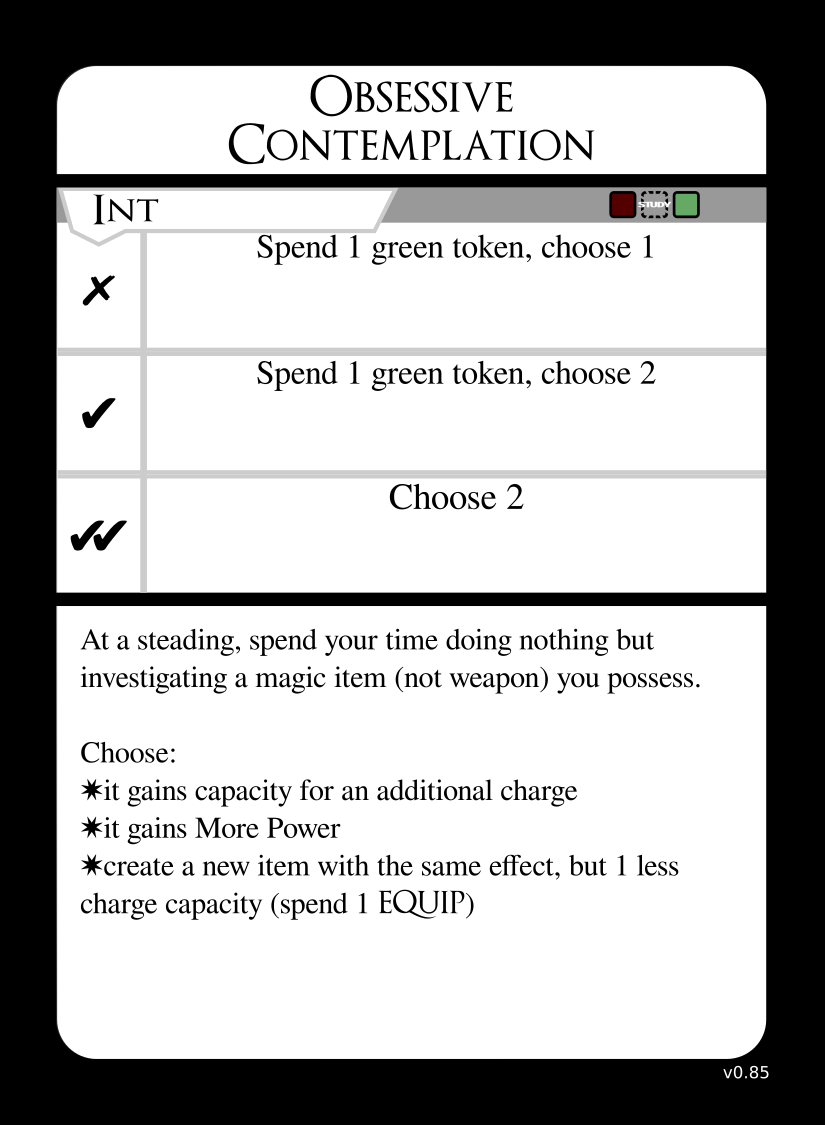 Obsessive
Contemplation
Int
STUDY
✗
Spend 1 green token, choose 1
✔
Spend 1 green token, choose 2
✔✔
Choose 2
At a steading, spend your time doing nothing but
investigating a magic item (not weapon) you possess.
Choose:
✷it gains capacity for an additional charge
✷it gains More Power
✷create a new item with the same effect, but 1 less
charge capacity (spend 1 EQUIP)
v0.85